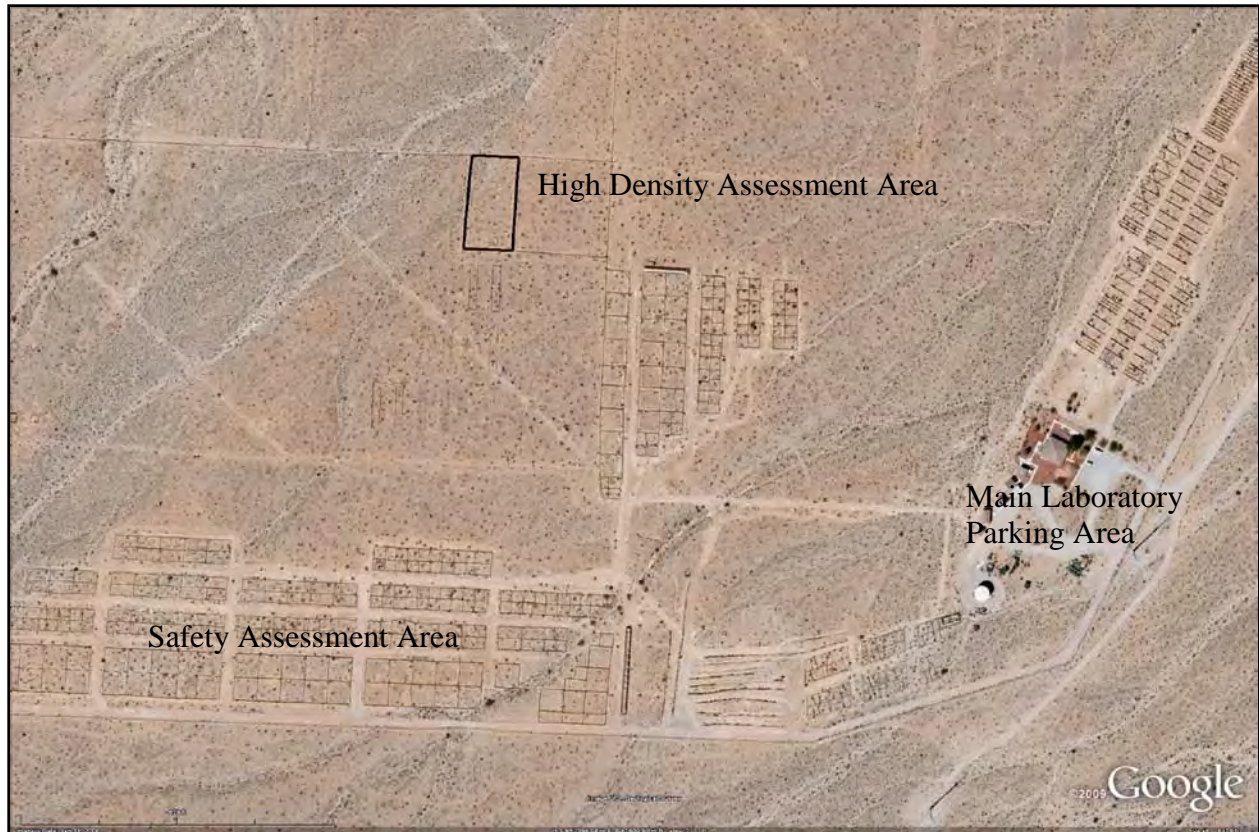 High Density Assessment Area
Main Laboratory
Parking Area
Safety Assessment Area
©2009 Google